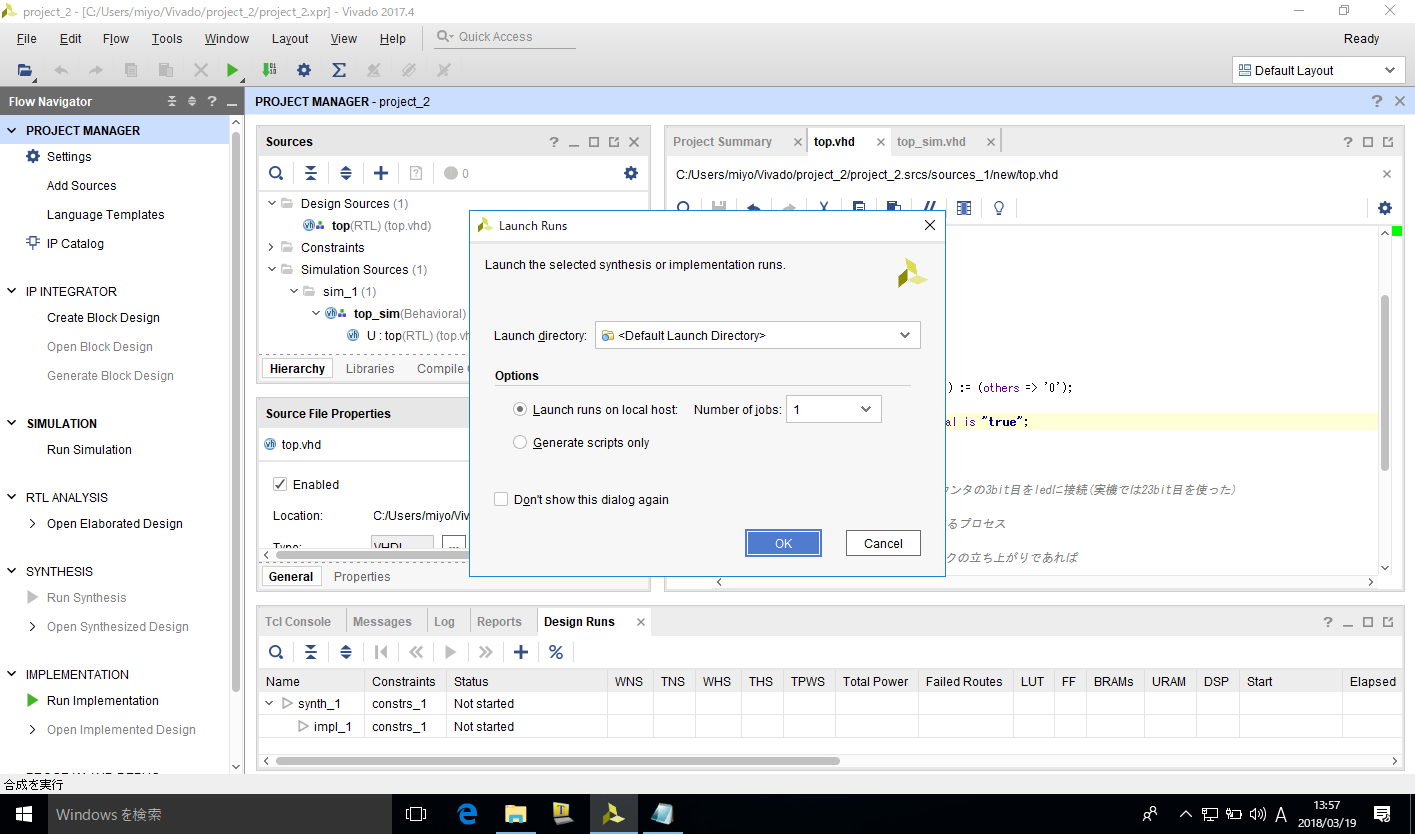 project_2 - [C:/Users/miyo/Vivado/project_2/project_2.xpr] - Vivado 2017.4
File Edit Flow Tools Window Layout View Help Quick Access Ready
Default Layout
Flow Navigator
PROJECT MANAGER - project_2
PROJECT MANAGER
Settings
Add Sources
Language Templates
IP Catalog
IP INTEGRATOR
Create Block Design
Open Block Design
Generate Block Design
SIMULATION
Run Simulation
RTL ANALYSIS
Open Elaborated Design
SYNTHESIS
Run Synthesis
Open Synthesized Design
IMPLEMENTATION
Run Implementation
Open Implemented Design
Sources
0
Design Sources (1)
top(RTL) (top.vhd)
Constraints
Simulation Sources (1)
sim_1 (1)
top_sim(Behavioral)
U : top(RTL) (top.vh
Hierarchy Libraries Compile
Source File Properties
top.vhd
Enabled
Location: C:/Users/miyo/Viv
Type: VHDL
General Properties
Project Summary top.vhd top_sim.vhd
C:/Users/miyo/Vivado/project_2/project_2.srcs/sources_1/new/top.vhd
) := (others => '0');
al is "true";
ウンタの3bit目をledに接続(実機では23bit目を使った)
るプロセス
クの立ち上がりであれば
Launch Runs
Launch the selected synthesis or implementation runs.
Launch directory: <Default Launch Directory>
Options
Launch runs on local host: Number of jobs: 1
Generate scripts only
Don't show this dialog again
OK Cancel
Tcl Console Messages Log Reports Design Runs
Name Constraints Status WNS TNS WHS THS TPWS Total Power Failed Routes LUT FF BRAMs URAM DSP Start Elapsed
synth_1 constrs_1 Not started
impl_1 constrs_1 Not started
合成を実行
Windows を検索
A
13:57
2018/03/19